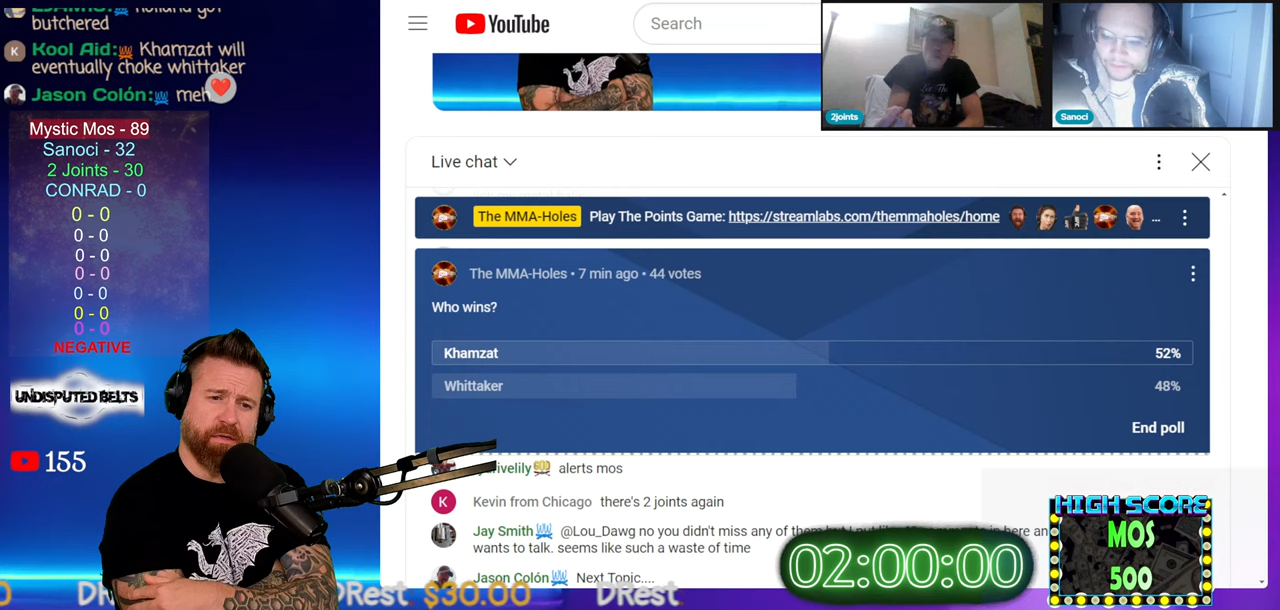 butchered
Kool Aid: Khamzat will
eventually choke whittaker
Jason Colón: meh
Mystic Mos - 89
Sanoci - 32
2 Joints - 30
CONRAD - 0
0 - 0
0 - 0
0 - 0
0 - 0
0 - 0
0 - 0
0 - 0
NEGATIVE
UNDISPUTED BELTS
155
YouTube
Search
2joints
Sanoci
Live chat
The MMA-Holes Play The Points Game: https://streamlabs.com/themmaholes/home
...
The MMA-Holes • 7 min ago • 44 votes
Who wins?
Khamzat 52%
Whittaker 48%
End poll
alerts mos
K Kevin from Chicago there's 2 joints again
Jay Smith @Lou_Dawg no you didn't miss any of them
wants to talk. seems like such a waste of time
Jason Colón Next Topic....
02:00:00
HIGH SCORE
MOS
500
DRest $30.00 DRest